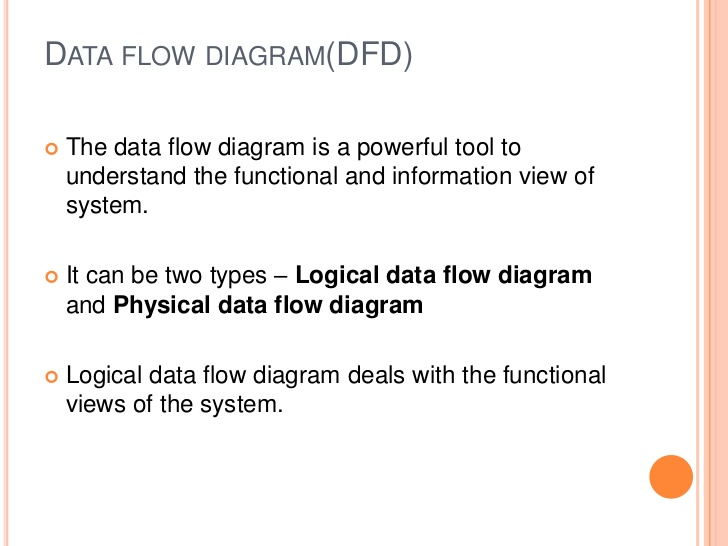 DATA FLOW DIAGRAM(DFD)
The data flow diagram is a powerful tool to
understand the functional and information view of
system.
It can be two types – Logical data flow diagram
and Physical data flow diagram
Logical data flow diagram deals with the functional
views of the system.